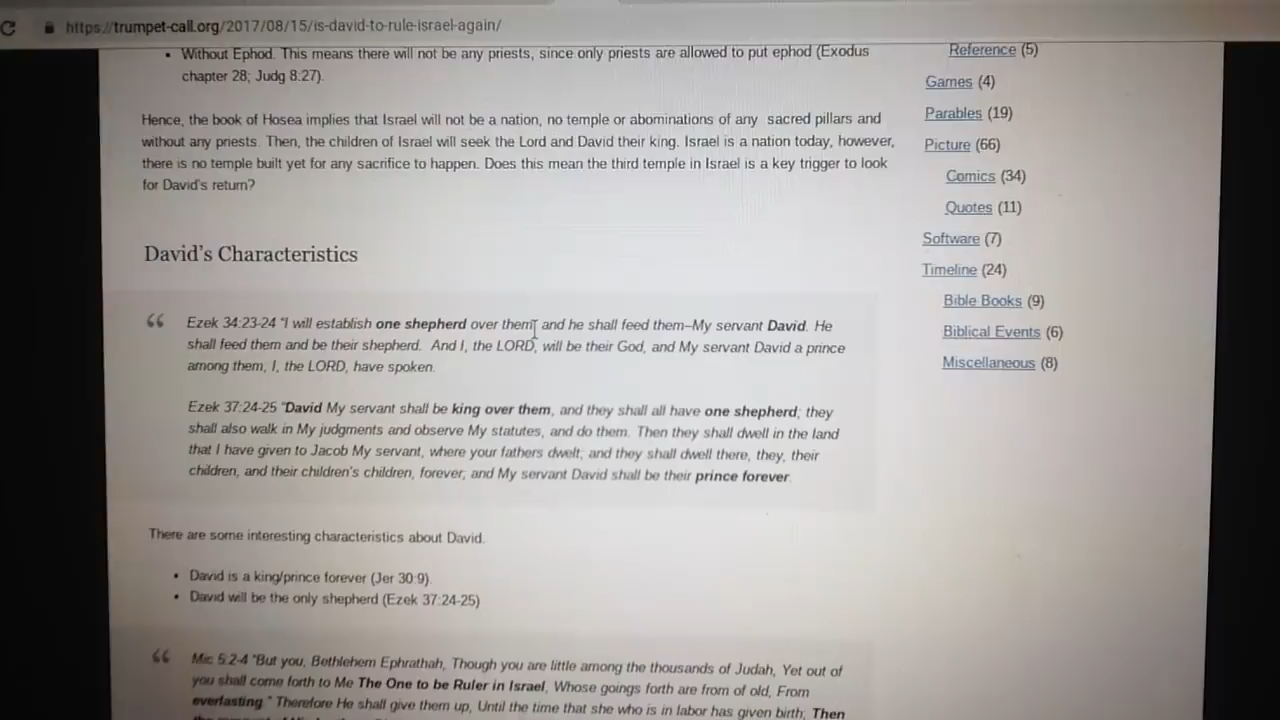 https://trumpet-call.org/2017/08/15/is-david-to-rule-israel-again/
• Without Ephod. This means there will not be any priests, since only priests are allowed to put ephod (Exodus
chapter 28; Judg 8.27).
Hence, the book of Hosea implies that Israel will not be a nation, no temple or abominations of any sacred pillars and
without any priests. Then, the children of Israel will seek the Lord and David their king. Israel is a nation today, however,
there is no temple built yet for any sacrifice to happen. Does this mean the third temple in Israel is a key trigger to look
for David's return?
David's Characteristics
“ Ezek 34:23-24 “I will establish one shepherd over them, and he shall feed them–My servant David. He
shall feed them and be their shepherd. And I, the LORD, will be their God, and My servant David a prince
among them; I, the LORD, have spoken.
Ezek 37:24-25 “David My servant shall be king over them, and they shall all have one shepherd; they
shall also walk in My judgments and observe My statutes, and do them. Then they shall dwell in the land
that I have given to Jacob My servant, where your fathers dwelt; and they shall dwell there, they, their
children, and their children's children, forever; and My servant David shall be their prince forever.
There are some interesting characteristics about David.
• David is a king/prince forever (Jer 30:9).
• David will be the only shepherd (Ezek 37:24-25)
“ Mic 5:2-4 “But you, Bethlehem Ephrathah, Though you are little among the thousands of Judah, Yet out of
you shall come forth to Me The One to be Ruler in Israel, Whose goings forth are from of old, From
everlasting.” Therefore He shall give them up, Until the time that she who is in labor has given birth; Then
Reference (5)
Games (4)
Parables (19)
Picture (66)
Comics (34)
Quotes (11)
Software (7)
Timeline (24)
Bible Books (9)
Biblical Events (6)
Miscellaneous (8)